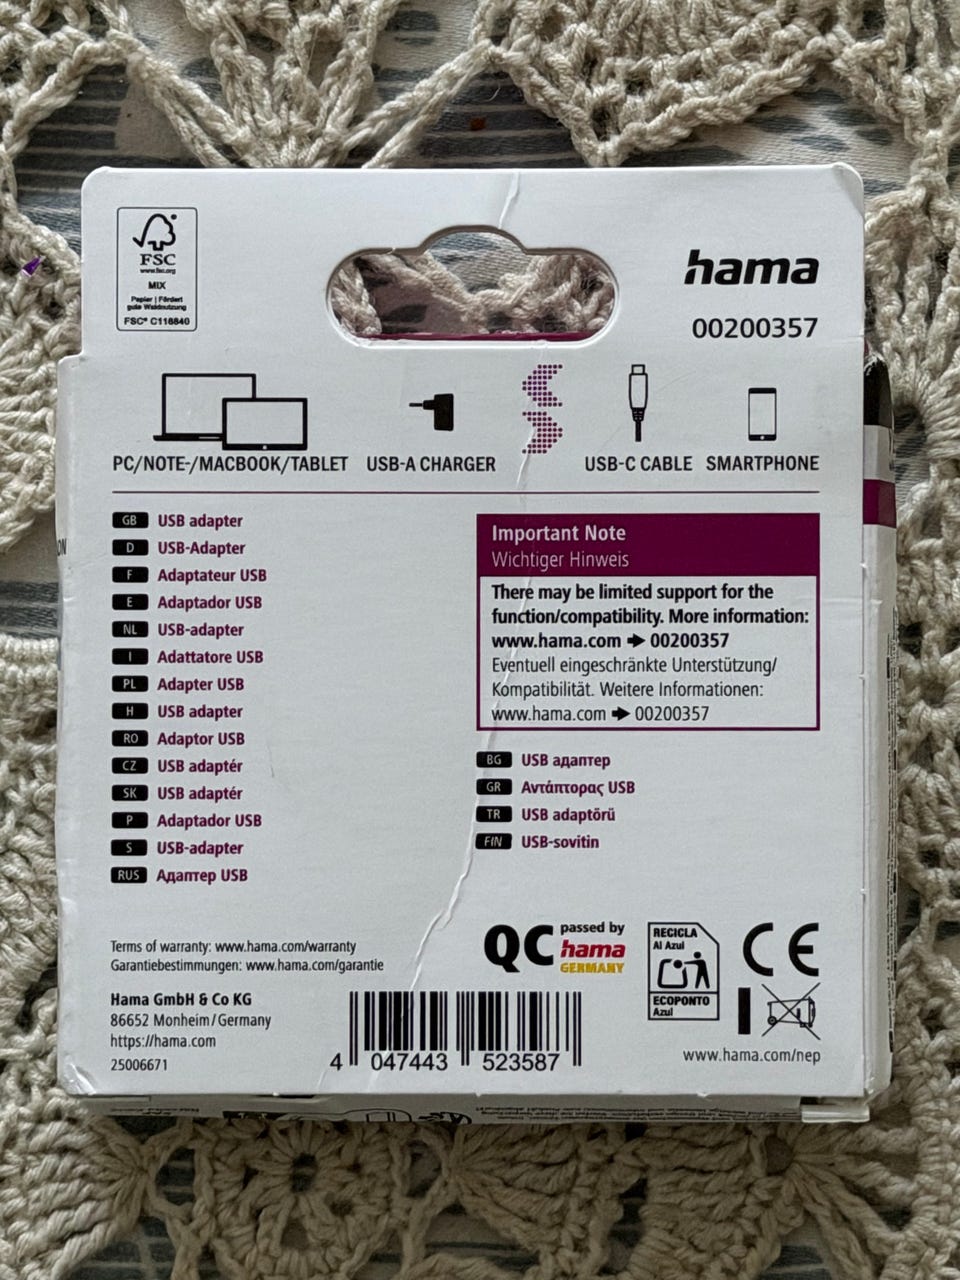 FSC
www.fsc.org
MIX
Papier | Fördert
gute Waldnutzung
FSC® C116840
hama
00200357
PC/NOTE-/MACBOOK/TABLET
USB-A CHARGER
USB-C CABLE
SMARTPHONE
GB USB adapter
D USB-Adapter
F Adaptateur USB
E Adaptador USB
NL USB-adapter
I Adattatore USB
PL Adapter USB
H USB adapter
RO Adaptor USB
CZ USB adaptér
SK USB adaptér
P Adaptador USB
S USB-adapter
RUS Адаптер USB
Important Note
Wichtiger Hinweis
There may be limited support for the
function/compatibility. More information:
www.hama.com ➔ 00200357
Eventuell eingeschränkte Unterstützung/
Kompatibilität. Weitere Informationen:
www.hama.com ➔ 00200357
BG USB адаптер
GR Αντάπτορας USB
TR USB adaptörü
FIN USB-sovitin
Terms of warranty: www.hama.com/warranty
Garantiebestimmungen: www.hama.com/garantie
Hama GmbH & Co KG
86652 Monheim/Germany
https://hama.com
25006671
4 047443 523587
QC passed by
hama
GERMANY
RECICLA
Al Azul
ECOPONTO
Azul
CE
www.hama.com/nep
ON